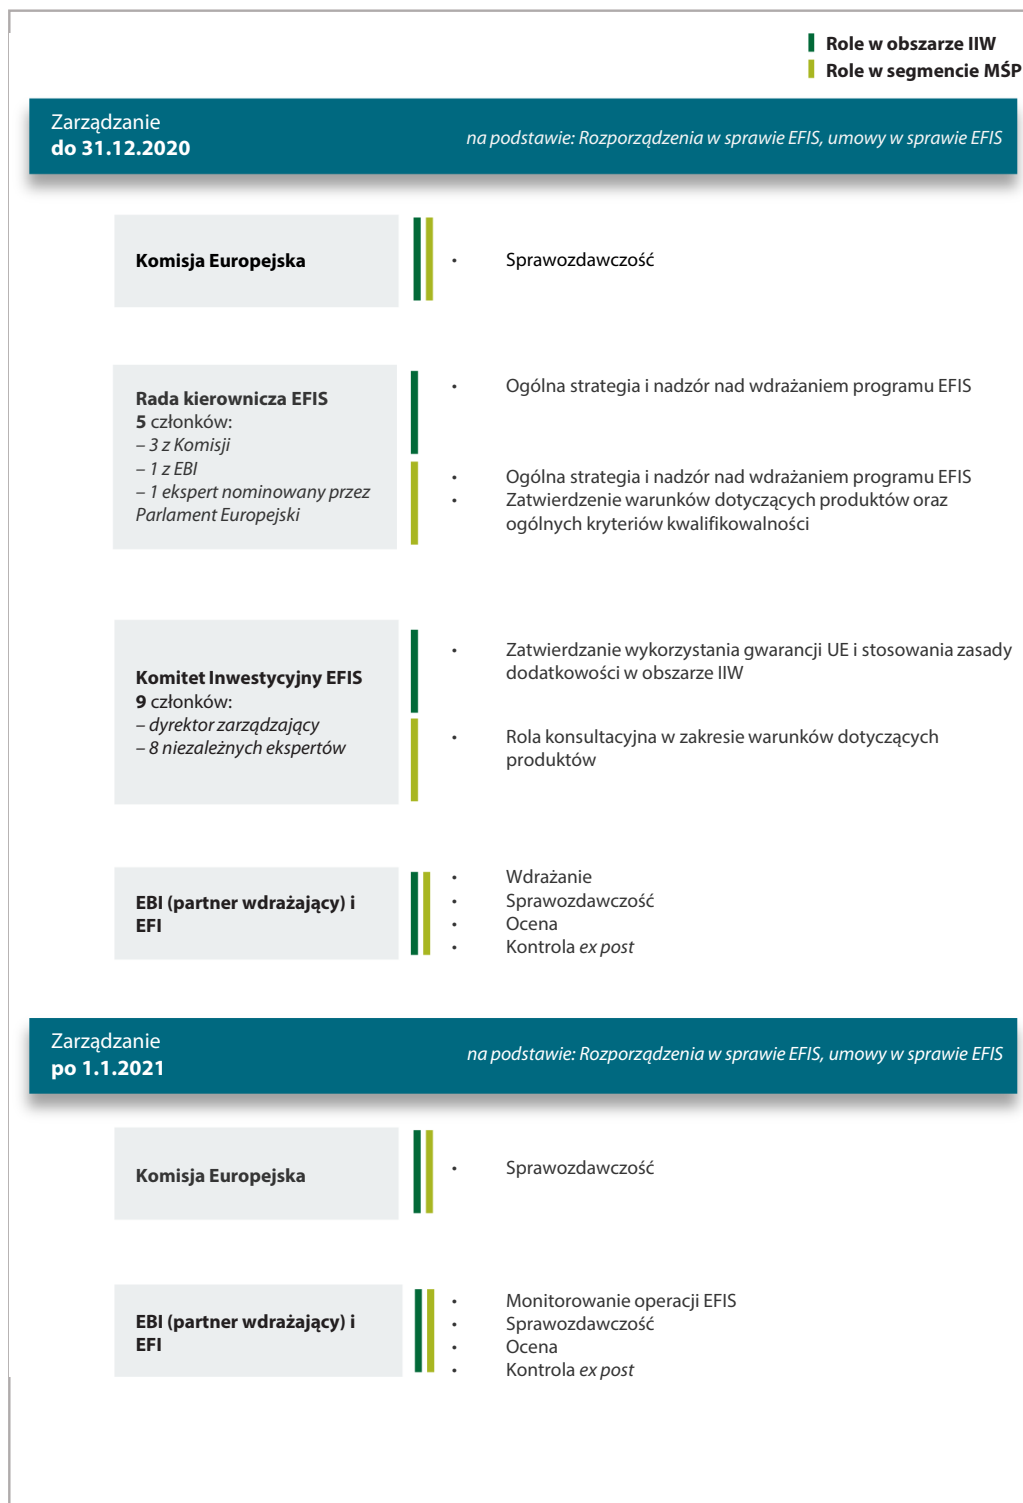 Role w obszarze IIW
Role w segmencie MŚP
Zarządzanie
do 31.12.2020
na podstawie: Rozporządzenia w sprawie EFIS, umowy w sprawie EFIS
Komisja Europejska
• Sprawozdawczość
Rada kierownicza EFIS
5 członków:
– 3 z Komisji
– 1 z EBI
– 1 ekspert nominowany przez
Parlament Europejski
• Ogólna strategia i nadzór nad wdrażaniem programu EFIS
• Ogólna strategia i nadzór nad wdrażaniem programu EFIS
• Zatwierdzenie warunków dotyczących produktów oraz
ogólnych kryteriów kwalifikowalności
Komitet Inwestycyjny EFIS
9 członków:
– dyrektor zarządzający
– 8 niezależnych ekspertów
• Zatwierdzanie wykorzystania gwarancji UE i stosowania zasady
dodatkowości w obszarze IIW
• Rola konsultacyjna w zakresie warunków dotyczących
produktów
EBI (partner wdrażający) i
EFI
• Wdrażanie
• Sprawozdawczość
• Ocena
• Kontrola ex post
Zarządzanie
po 1.1.2021
na podstawie: Rozporządzenia w sprawie EFIS, umowy w sprawie EFIS
Komisja Europejska
• Sprawozdawczość
EBI (partner wdrażający) i
EFI
• Monitorowanie operacji EFIS
• Sprawozdawczość
• Ocena
• Kontrola ex post